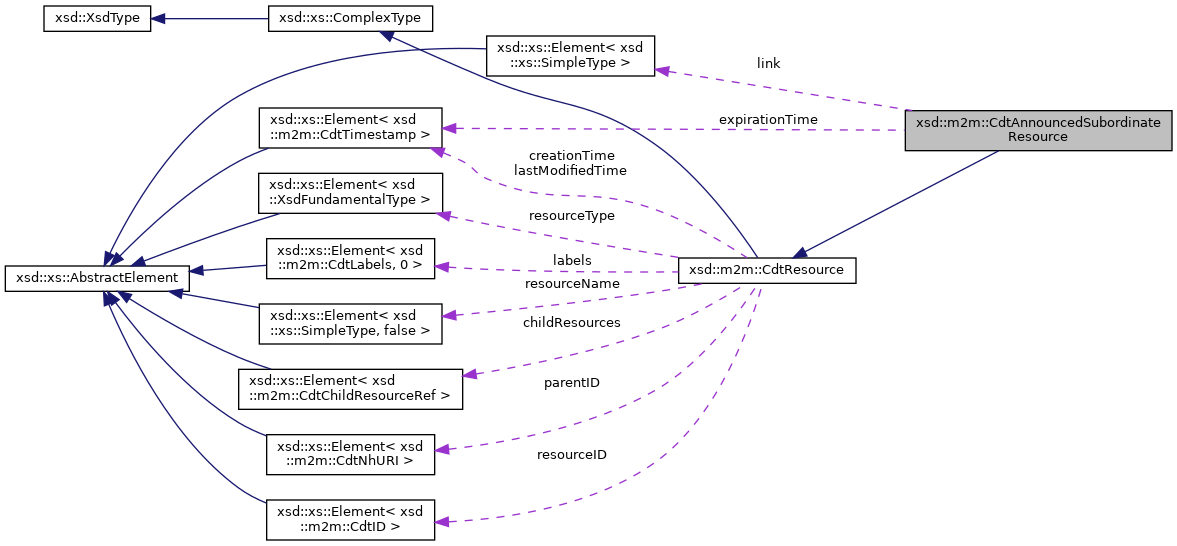 xsd::XsdType
xsd::xs::ComplexType
xsd::xs::Element< xsd
::xs::SimpleType >
link
xsd::m2m::CdtAnnouncedSubordinate
Resource
xsd::xs::Element< xsd
::m2m::CdtTimestamp >
expirationTime
creationTime
lastModifiedTime
xsd::xs::Element< xsd
::XsdFundamentalType >
resourceType
xsd::xs::Element< xsd
::m2m::CdtLabels, 0 >
labels
xsd::m2m::CdtResource
xsd::xs::AbstractElement
resourceName
xsd::xs::Element< xsd
::xs::SimpleType, false >
childResources
xsd::xs::Element< xsd
::m2m::CdtChildResourceRef >
parentID
xsd::xs::Element< xsd
::m2m::CdtNhURI >
resourceID
xsd::xs::Element< xsd
::m2m::CdtID >